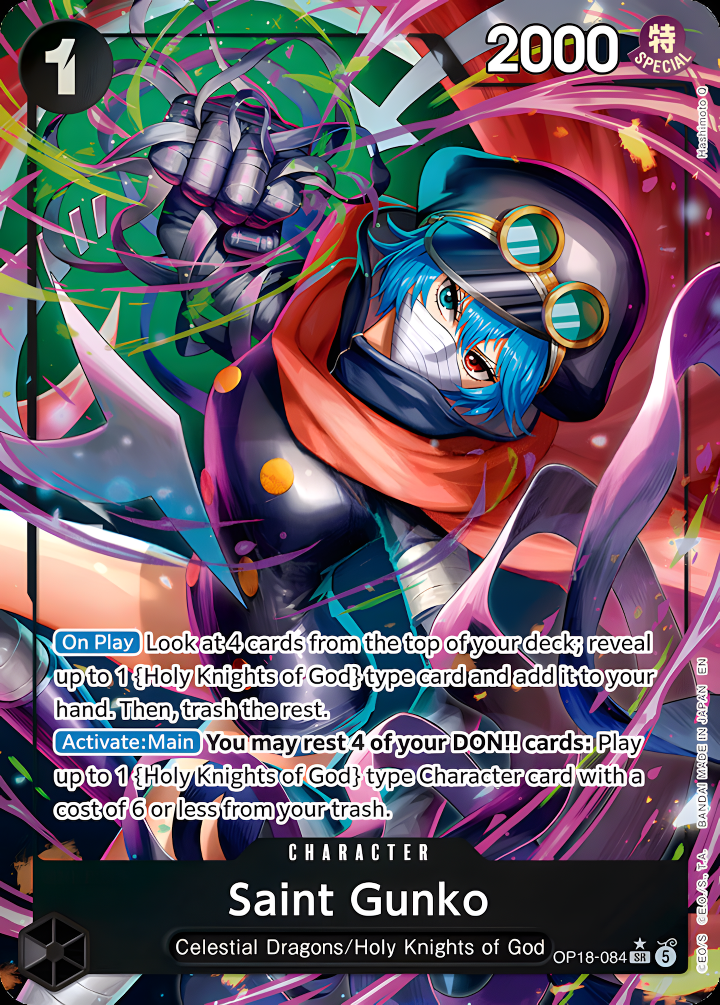 1
2000
特
SPECIAL
Hashimoto Q
On Play Look at 4 cards from the top of your deck; reveal
up to 1 {Holy Knights of God} type card and add it to your
hand. Then, trash the rest.
Activate:Main You may rest 4 of your DON!! cards: Play
up to 1 {Holy Knights of God} type Character card with a
cost of 6 or less from your trash.
CHARACTER
Saint Gunko
Celestial Dragons/Holy Knights of God
OP18-084 ★ SR 5
©EO/S ©E.O./S., T.A. BANDAI MADE IN JAPAN EN